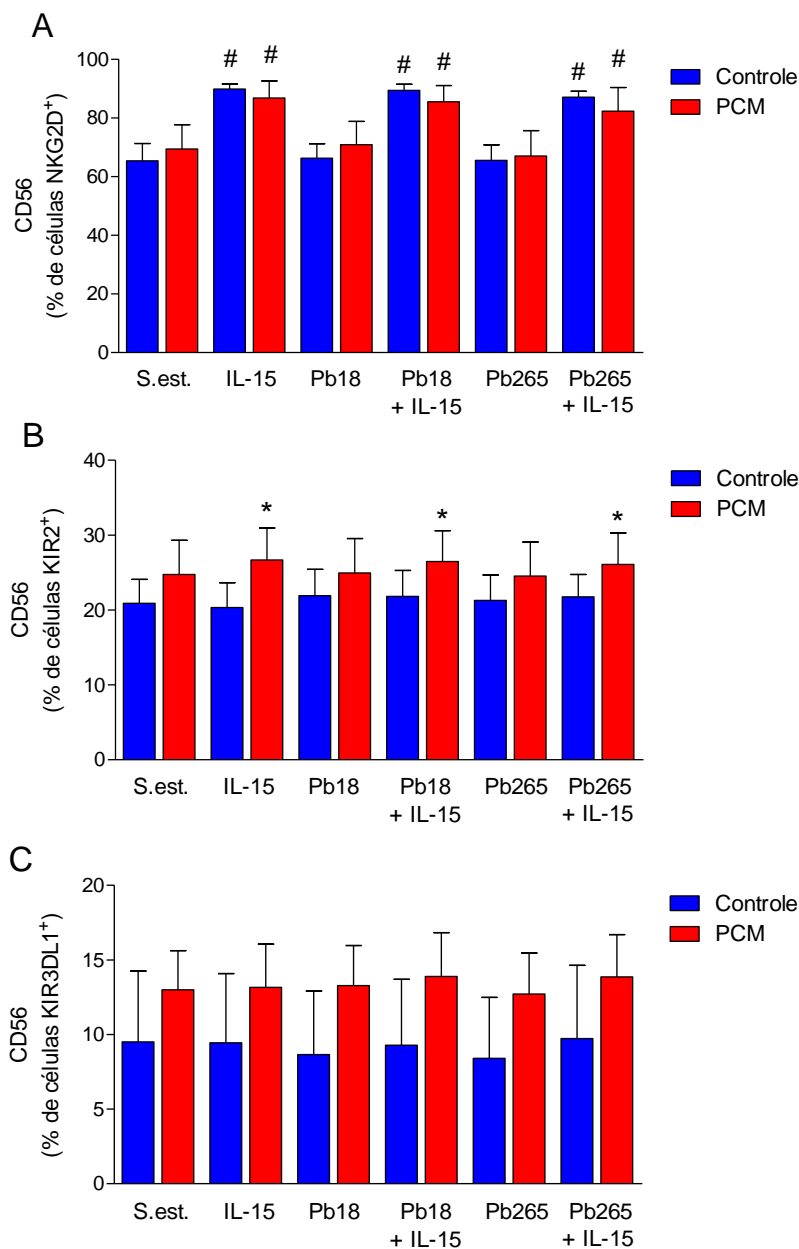 A
CD56
(% de células NKG2D⁺)
100
80
60
40
20
0
# # # # # #
Controle
PCM
S.est. IL-15 Pb18 Pb18 Pb265 Pb265
+ IL-15 + IL-15
B
CD56
(% de células KIR2⁺)
40
30
20
10
0
* * *
Controle
PCM
S.est. IL-15 Pb18 Pb18 Pb265 Pb265
+ IL-15 + IL-15
C
CD56
(% de células KIR3DL1⁺)
20
15
10
5
0
Controle
PCM
S.est. IL-15 Pb18 Pb18 Pb265 Pb265
+ IL-15 + IL-15